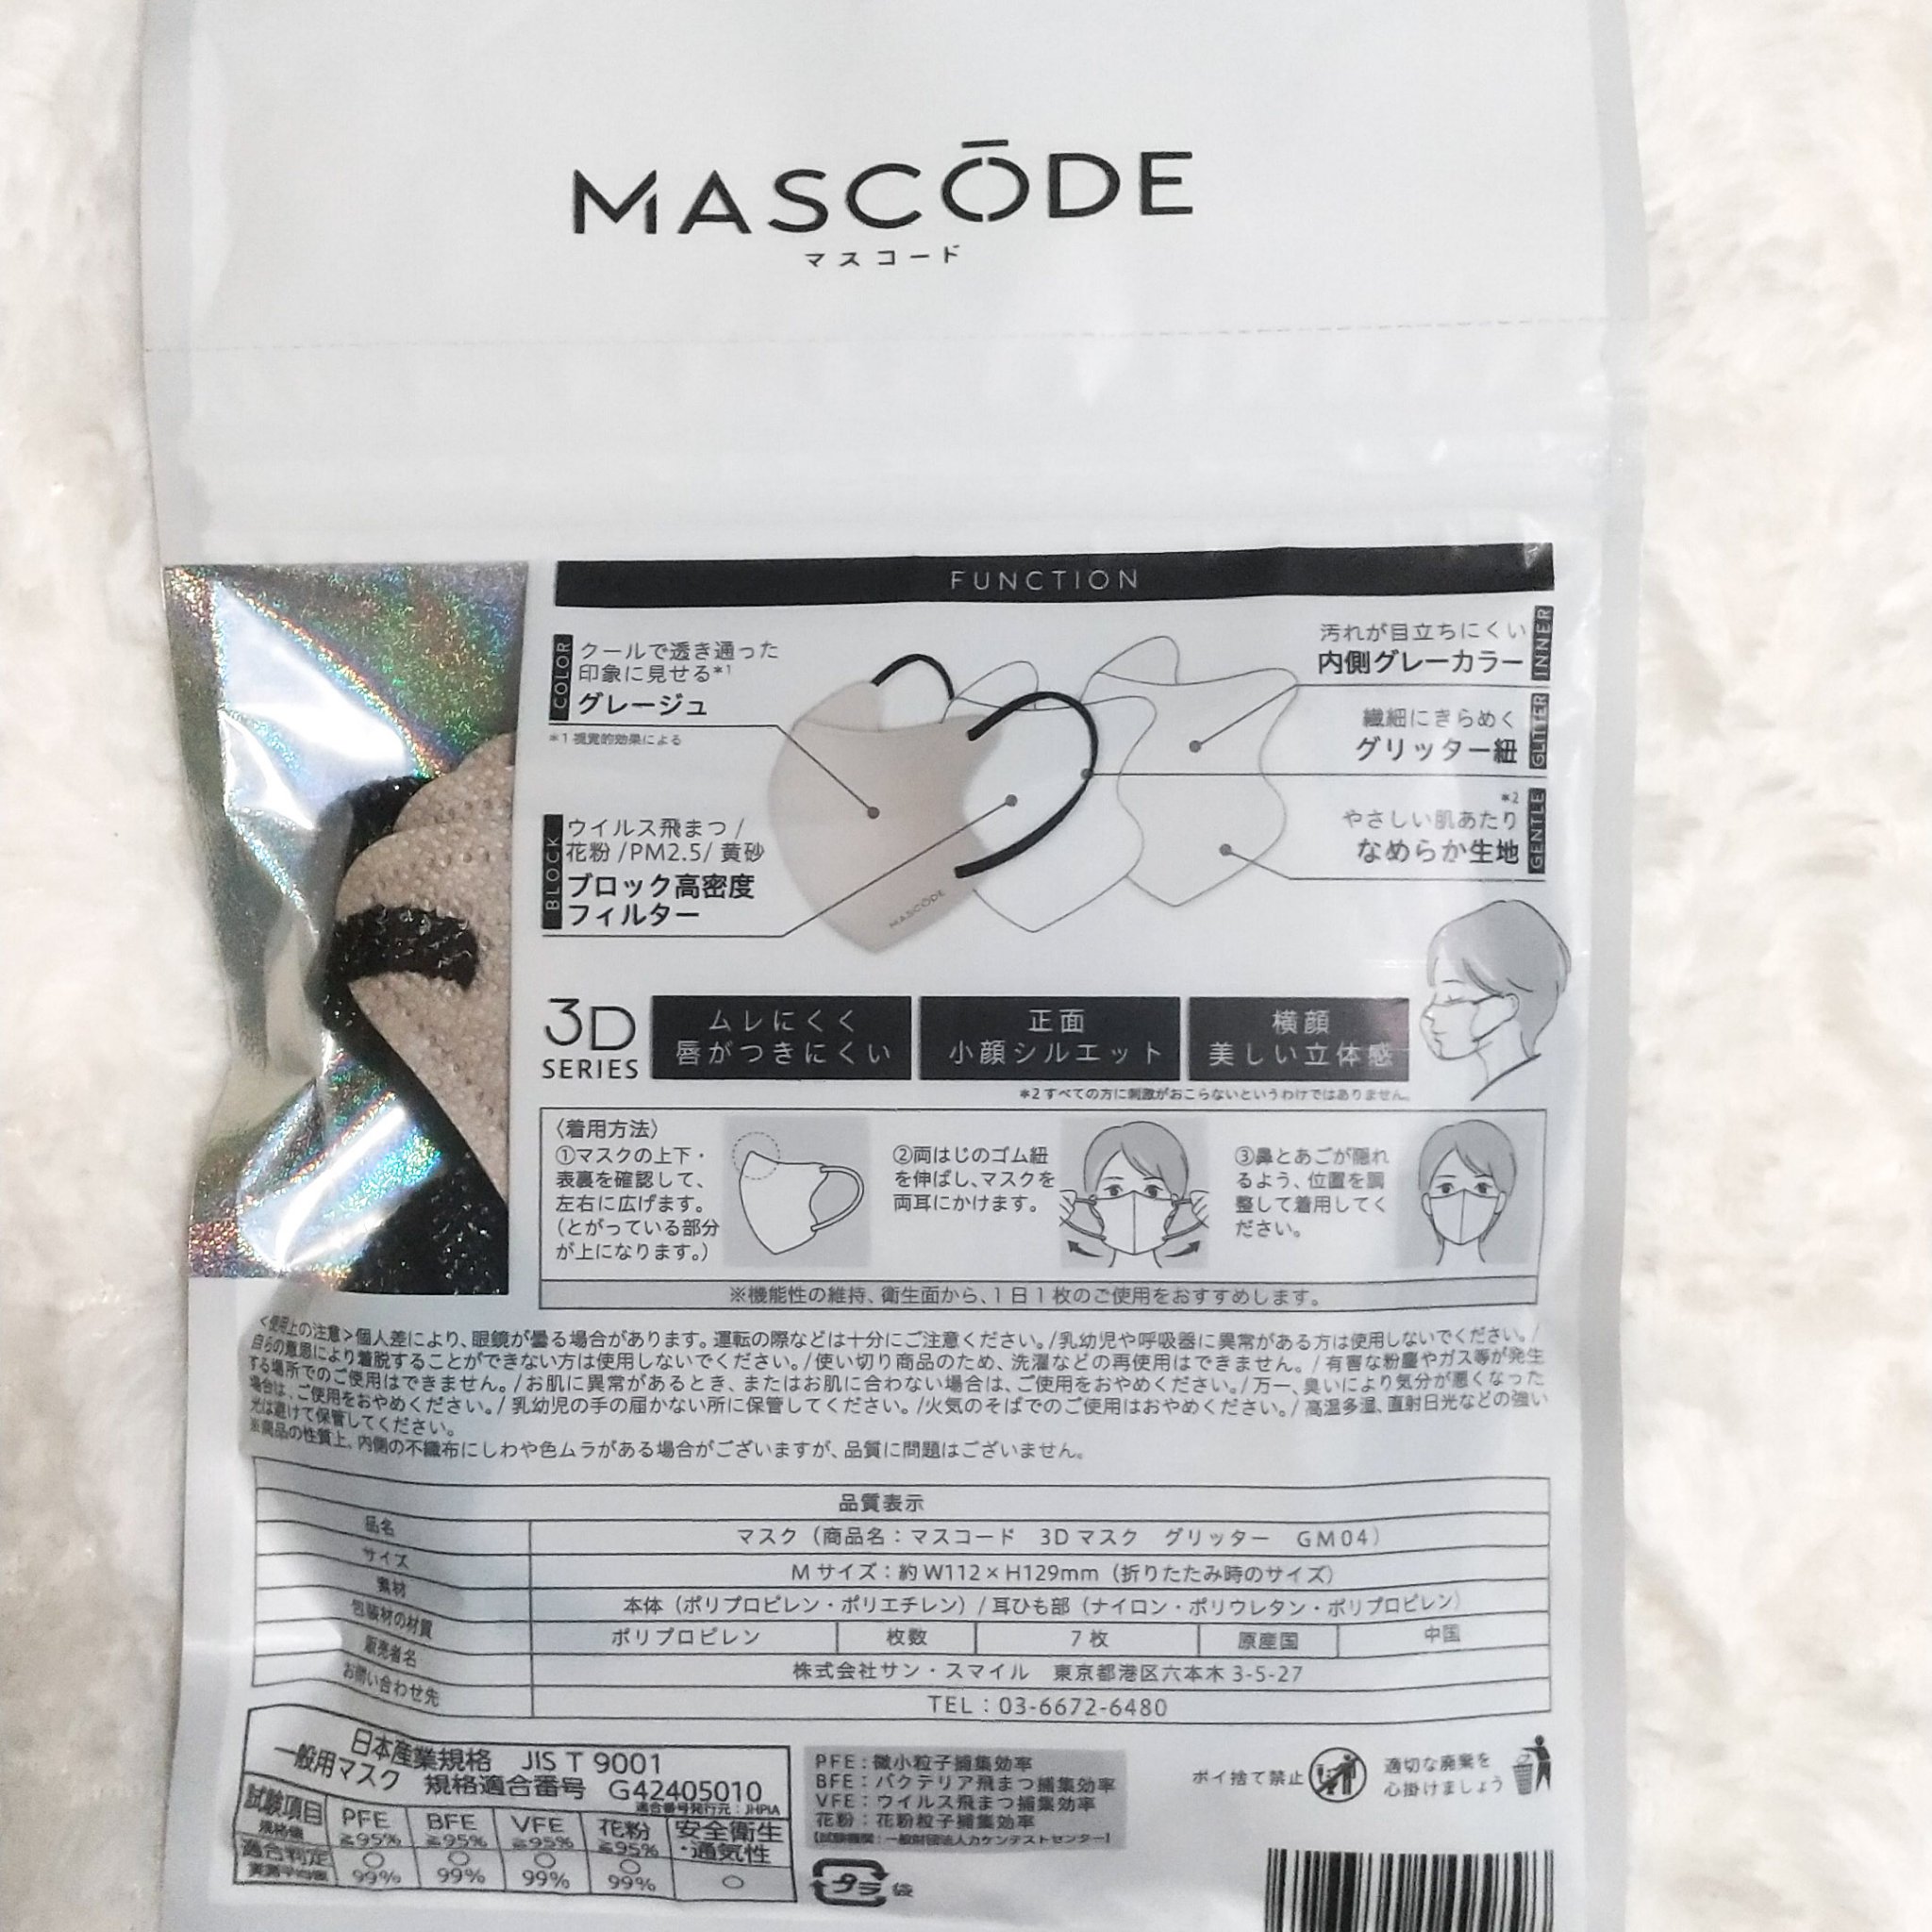 MASCŌDE
マスコード
FUNCTION
COLOR
クールで透き通った
印象に見せる*1
グレージュ
*1 視覚的効果による
BLOCK
ウイルス飛まつ /
花粉 /PM2.5/ 黄砂
ブロック高密度
フィルター
汚れが目立ちにくい
内側グレーカラー
INNER
繊細にきらめく
グリッター紐
GLITTER
*2
やさしい肌あたり
なめらか生地
GENTLE
MASCŌDE
3D
SERIES
ムレにくく
唇がつきにくい
正面
小顔シルエット
横顔
美しい立体感
*2 すべての方に刺激がおこらないというわけではありません。
〈着用方法〉
①マスクの上下・
表裏を確認して、
左右に広げます。
(とがっている部分
が上になります。)
②両はじのゴム紐
を伸ばし、マスクを
両耳にかけます。
③鼻とあごが隠れ
るよう、位置を調
整して着用してく
ださい。
※機能性の維持、衛生面から、1日1枚のご使用をおすすめします。
<使用上の注意>個人差により、眼鏡が曇る場合があります。運転の際などは十分にご注意ください。/乳幼児や呼吸器に異常がある方は使用しないでください。/
自らの意思により着脱することができない方は使用しないでください。/使い切り商品のため、洗濯などの再使用はできません。/有害な粉塵やガス等が発生
する場所でのご使用はできません。/お肌に異常があるとき、またはお肌に合わない場合は、ご使用をおやめください。/万一、臭いにより気分が悪くなった
場合は、ご使用をおやめください。/乳幼児の手の届かない所に保管してください。/火気のそばでのご使用はおやめください。/高温多湿、直射日光などの強い
光は避けて保管してください。
※商品の性質上、内側の不織布にしわや色ムラがある場合がございますが、品質に問題はございません。
品質表示
品名 マスク（商品名：マスコード 3Dマスク グリッター GM04）
サイズ Mサイズ：約W112×H129mm（折りたたみ時のサイズ）
素材 本体（ポリプロピレン・ポリエチレン）/ 耳ひも部（ナイロン・ポリウレタン・ポリプロピレン）
包装材の材質 ポリプロピレン 枚数 7枚 原産国 中国
販売者名 株式会社サン・スマイル 東京都港区六本木 3-5-27
お問い合わせ先 TEL：03-6672-6480
日本産業規格 JIS T 9001
一般用マスク 規格適合番号 G42405010
適合番号発行元：JHPIA
試験項目 PFE BFE VFE 花粉 安全衛生
規格値 ≧95% ≧95% ≧95% ≧95% ・通気性
適合判定 ○ ○ ○ ○ ○
実測平均値 99% 99% 99% 99%
PFE：微小粒子捕集効率
BFE：バクテリア飛まつ捕集効率
VFE：ウイルス飛まつ捕集効率
花粉：花粉粒子捕集効率
【試験機関：一般財団法人カケンテストセンター】
プラ 袋
ポイ捨て禁止
適切な廃棄を
心掛けましょう